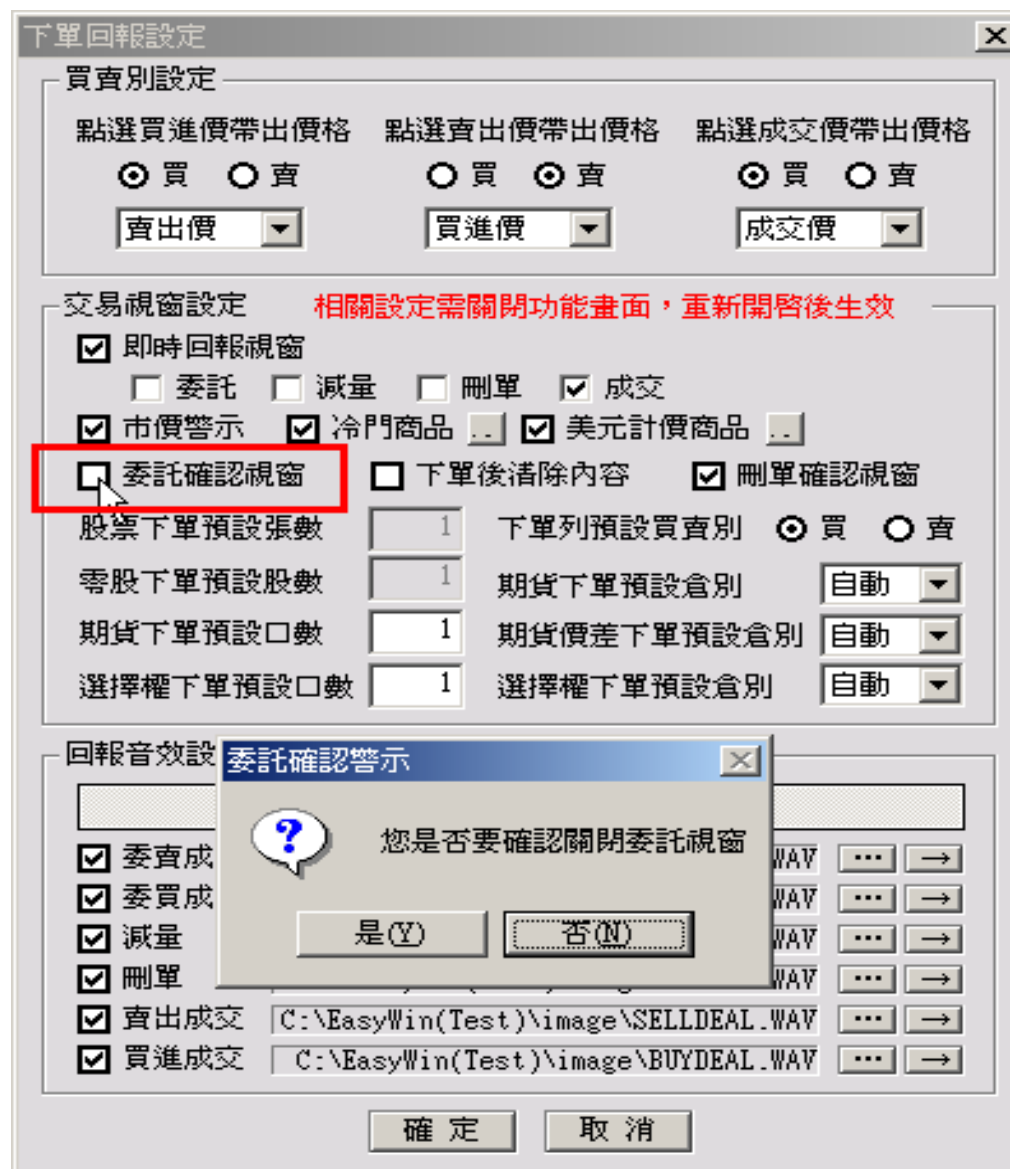 下單回報設定
買賣別設定
點選買進價帶出價格 點選賣出價帶出價格 點選成交價帶出價格
買 賣 買 賣 買 賣
賣出價 買進價 成交價
交易視窗設定 相關設定需關閉功能畫面，重新開啓後生效
即時回報視窗
委託 減量 刪單 成交
市價警示 冷門商品 .. 美元計價商品 ..
委託確認視窗 下單後清除內容 刪單確認視窗
股票下單預設張數 1 下單列預設買賣別 買 賣
零股下單預設股數 1 期貨下單預設倉別 自動
期貨下單預設口數 1 期貨價差下單預設倉別 自動
選擇權下單預設口數 1 選擇權下單預設倉別 自動
回報音效設
委託確認警示
您是否要確認關閉委託視窗
是(Y) 否(N)
委賣成 WAV ... →
委買成 WAV ... →
減量 WAV ... →
刪單 WAV ... →
賣出成交 C:\EasyWin(Test)\image\SELLDEAL.WAV ... →
買進成交 C:\EasyWin(Test)\image\BUYDEAL.WAV ... →
確定 取消